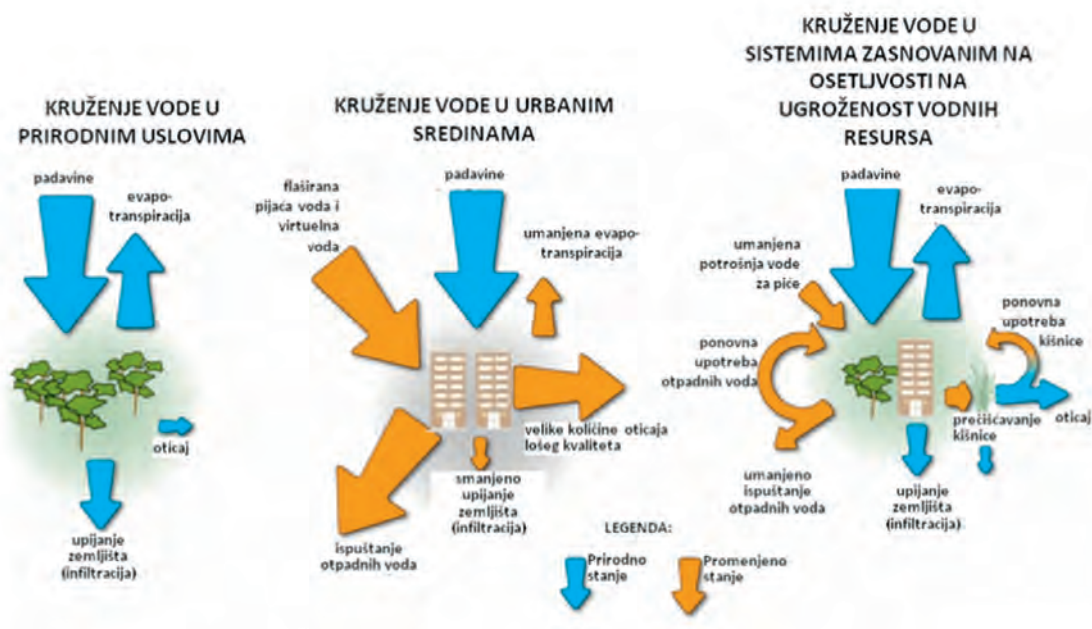 KRUŽENJE VODE U
PRIRODNIM USLOVIMA
padavine
evapo-
transpiracija
oticaj
upijanje
zemljišta
(infiltracija)
KRUŽENJE VODE U URBANIM
SREDINAMA
flaširana
pijaća voda i
virtuelna
voda
padavine
umanjena evapo-
transpiracija
velike količine oticaja
lošeg kvaliteta
smanjeno
upijanje
zemljišta
(infiltracija)
ispuštanje
otpadnih voda
KRUŽENJE VODE U
SISTEMIMA ZASNOVANIM NA
OSETLJIVOSTI NA
UGROŽENOST VODNIH
RESURSA
padavine
evapo-
transpiracija
umanjena
potrošnja vode
za piće
ponovna
upotreba
kišnice
ponovna
upotreba
otpadnih voda
prečišćavanje
kišnice
oticaj
umanjeno
ispuštanje
otpadnih voda
upijanje
zemljišta
(infiltracija)
LEGENDA:
Prirodno
stanje
Promenjeno
stanje